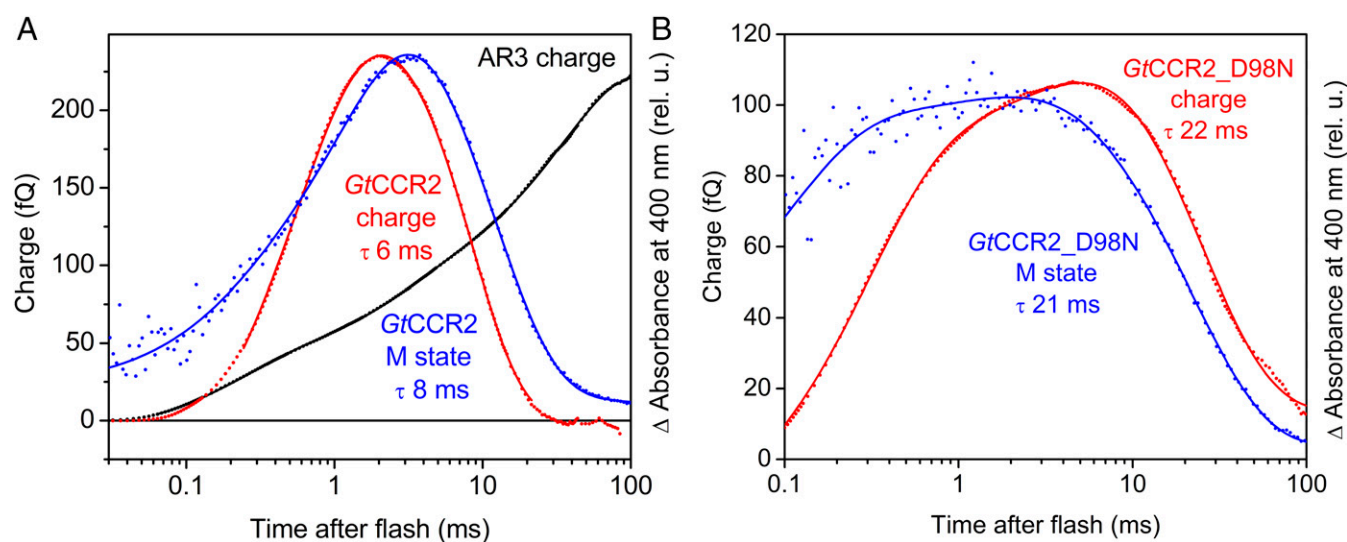 A
AR3 charge
GtCCR2
charge
τ 6 ms
GtCCR2
M state
τ 8 ms
Charge (fQ)
200
150
100
50
0
0.1
1
10
100
Time after flash (ms)
Δ Absorbance at 400 nm (rel. u.)
B
GtCCR2_D98N
charge
τ 22 ms
GtCCR2_D98N
M state
τ 21 ms
Charge (fQ)
120
100
80
60
40
20
0
0.1
1
10
100
Time after flash (ms)
Δ Absorbance at 400 nm (rel. u.)